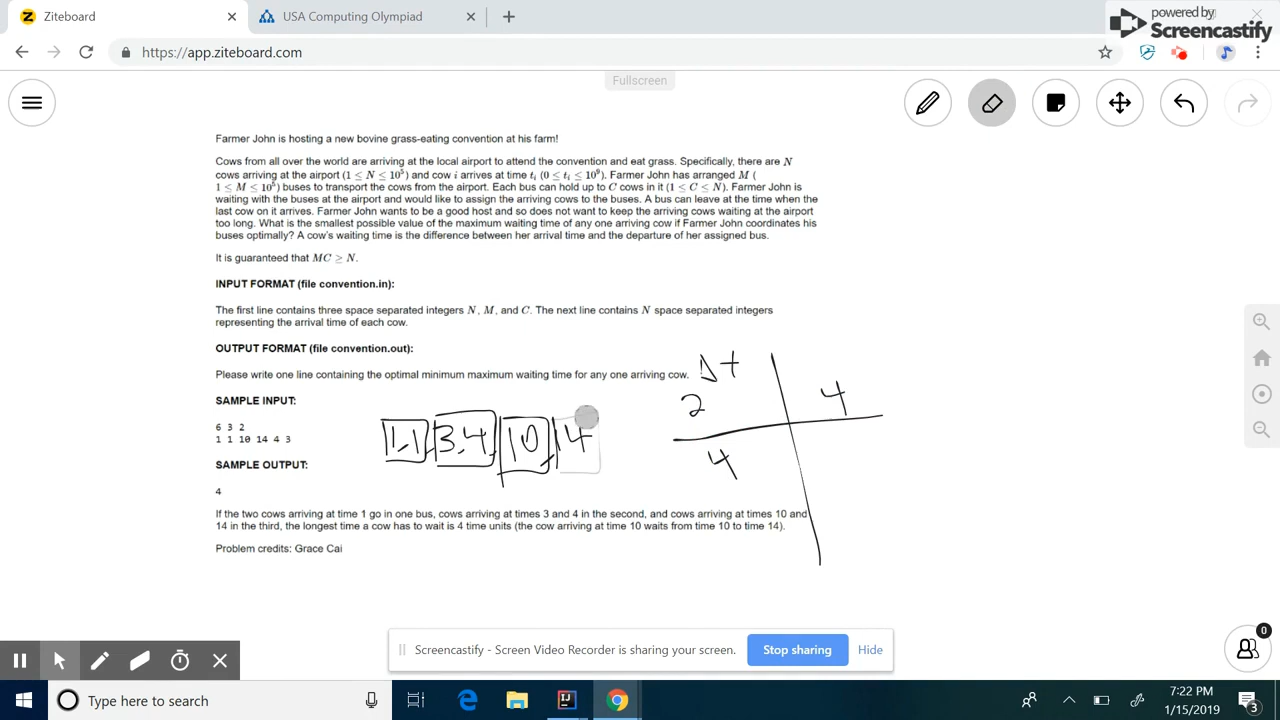 Ziteboard
USA Computing Olympiad
powered by
Screencastify
https://app.ziteboard.com
Fullscreen
Farmer John is hosting a new bovine grass-eating convention at his farm!
Cows from all over the world are arriving at the local airport to attend the convention and eat grass. Specifically, there are N
cows arriving at the airport (1 ≤ N ≤ 10⁵) and cow i arrives at time tᵢ (0 ≤ tᵢ ≤ 10⁹). Farmer John has arranged M (
1 ≤ M ≤ 10⁵) buses to transport the cows from the airport. Each bus can hold up to C cows in it (1 ≤ C ≤ N). Farmer John is
waiting with the buses at the airport and would like to assign the arriving cows to the buses. A bus can leave at the time when the
last cow on it arrives. Farmer John wants to be a good host and so does not want to keep the arriving cows waiting at the airport
too long. What is the smallest possible value of the maximum waiting time of any one arriving cow if Farmer John coordinates his
buses optimally? A cow's waiting time is the difference between her arrival time and the departure of her assigned bus.
It is guaranteed that MC ≥ N.
INPUT FORMAT (file convention.in):
The first line contains three space separated integers N, M, and C. The next line contains N space separated integers
representing the arrival time of each cow.
OUTPUT FORMAT (file convention.out):
Please write one line containing the optimal minimum maximum waiting time for any one arriving cow.
Δt
2 4
4
SAMPLE INPUT:
6 3 2
1 1 10 14 4 3
1,1 3,4 10 14
SAMPLE OUTPUT:
4
If the two cows arriving at time 1 go in one bus, cows arriving at times 3 and 4 in the second, and cows arriving at times 10 and
14 in the third, the longest time a cow has to wait is 4 time units (the cow arriving at time 10 waits from time 10 to time 14).
Problem credits: Grace Cai
0
Screencastify - Screen Video Recorder is sharing your screen.
Stop sharing
Hide
Type here to search
7:22 PM
1/15/2019
3